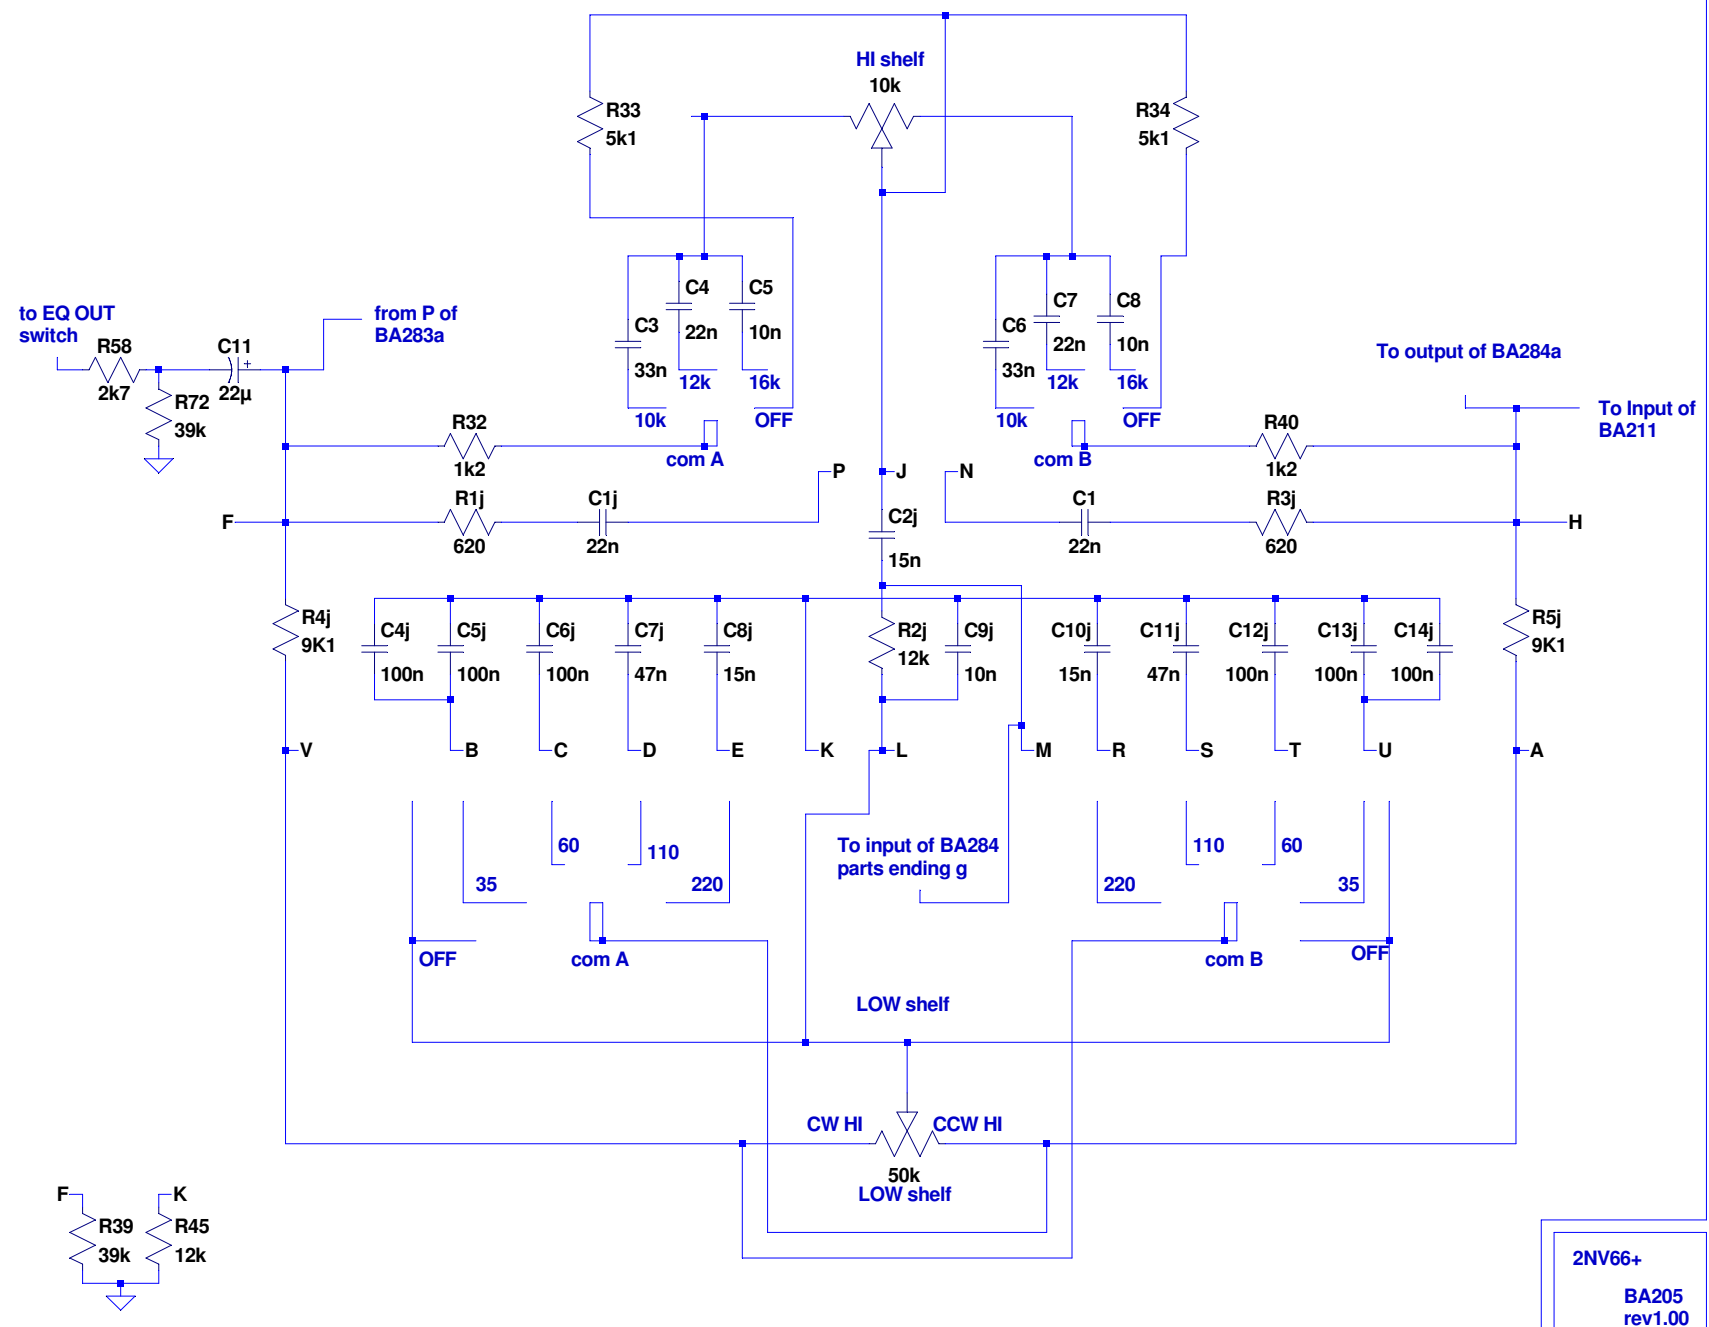 HI shelf
10k
R33
5k1
R34
5k1
to EQ OUT
switch
from P of
BA283a
R58
2k7
C11
+
22µ
R72
39k
C4
22n
C5
10n
C3
33n
12k
16k
10k
OFF
C7
22n
C8
10n
C6
33n
12k
16k
10k
OFF
To output of BA284a
To Input of
BA211
R32
1k2
com A
com B
R40
1k2
P
J
N
F
R1j
620
C1j
22n
C2j
15n
C1
22n
R3j
620
H
R4j
9K1
C4j
100n
C5j
100n
C6j
100n
C7j
47n
C8j
15n
R2j
12k
C9j
10n
C10j
15n
C11j
47n
C12j
100n
C13j
100n
C14j
100n
R5j
9K1
V
B
C
D
E
K
L
M
R
S
T
U
A
60
110
35
220
To input of BA284
parts ending g
110
60
220
35
OFF
com A
com B
OFF
LOW shelf
CW HI
CCW HI
50k
LOW shelf
F
K
R39
39k
R45
12k
2NV66+
BA205
rev1.00